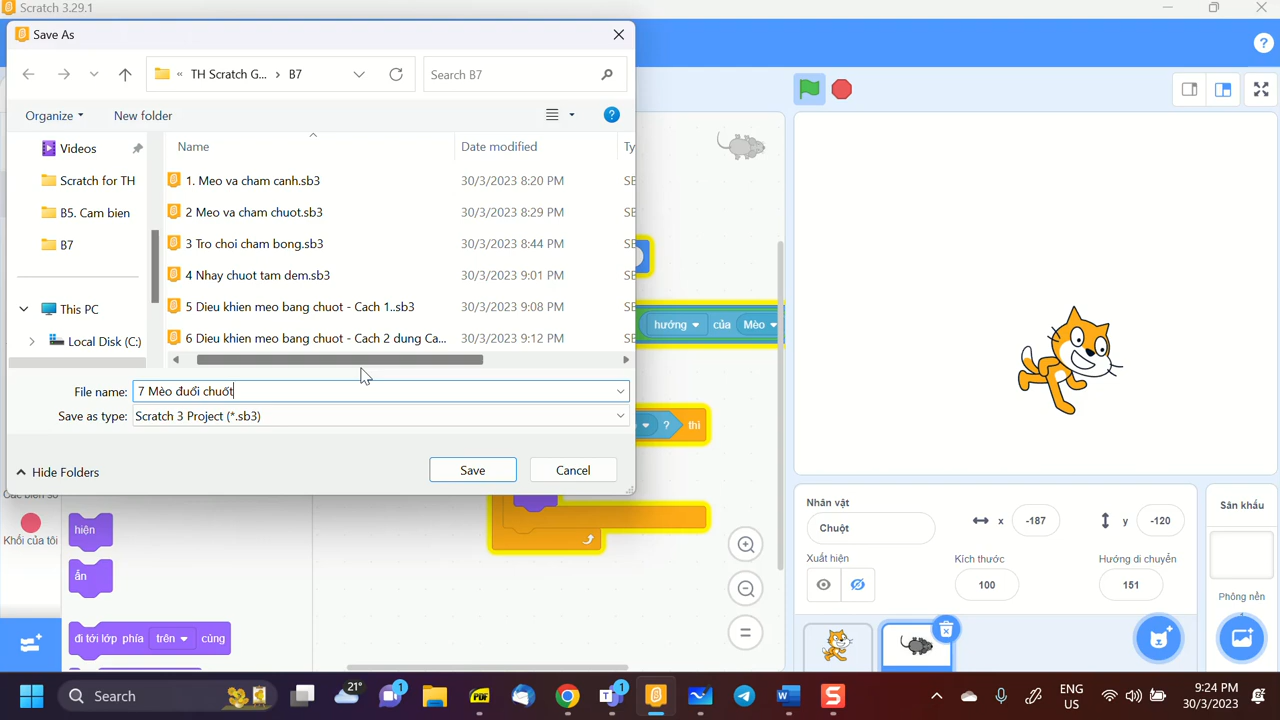 Scratch 3.29.1
Save As
« TH Scratch G... › B7
Search B7
Organize
New folder
Name
Date modified
Ty
Videos
Scratch for TH
B5. Cam bien
B7
This PC
Local Disk (C:)
1. Meo va cham canh.sb3 30/3/2023 8:20 PM SE
2 Meo va cham chuot.sb3 30/3/2023 8:29 PM SE
3 Tro choi cham bong.sb3 30/3/2023 8:44 PM SE
4 Nhay chuot tam dem.sb3 30/3/2023 9:01 PM SE
5 Dieu khien meo bang chuot - Cach 1..sb3 30/3/2023 9:08 PM SE
6 Dieu khien meo bang chuot - Cach 2 dung Ca... 30/3/2023 9:12 PM SE
File name: 7 Mèo đuổi chuột
Save as type: Scratch 3 Project (*.sb3)
Hide Folders
Save
Cancel
hướng của Mèo
? thì
Khối của tôi
hiện
ẩn
đi tới lớp phía trên cùng
Nhân vật
Chuột
x -187
y -120
Xuất hiện
Kích thước
100
Hướng di chuyển
151
Sân khấu
Phông nền
1
Search
21°
1
PDF
1
ENG
US
9:24 PM
30/3/2023